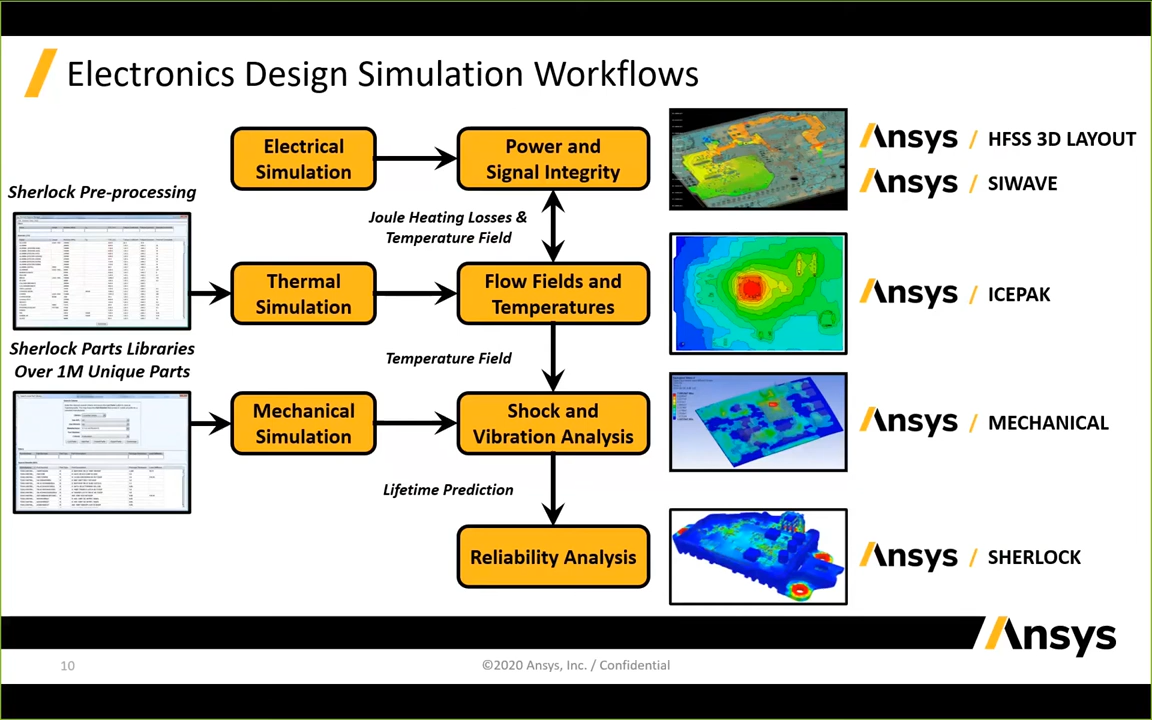 Electronics Design Simulation Workflows
Electrical
Simulation
Power and
Signal Integrity
Ansys / HFSS 3D LAYOUT
Ansys / SIWAVE
Sherlock Pre-processing
Joule Heating Losses &
Temperature Field
Thermal
Simulation
Flow Fields and
Temperatures
Ansys / ICEPAK
Sherlock Parts Libraries
Over 1M Unique Parts
Temperature Field
Mechanical
Simulation
Shock and
Vibration Analysis
Ansys / MECHANICAL
Lifetime Prediction
Reliability Analysis
Ansys / SHERLOCK
Ansys
10
©2020 Ansys, Inc. / Confidential